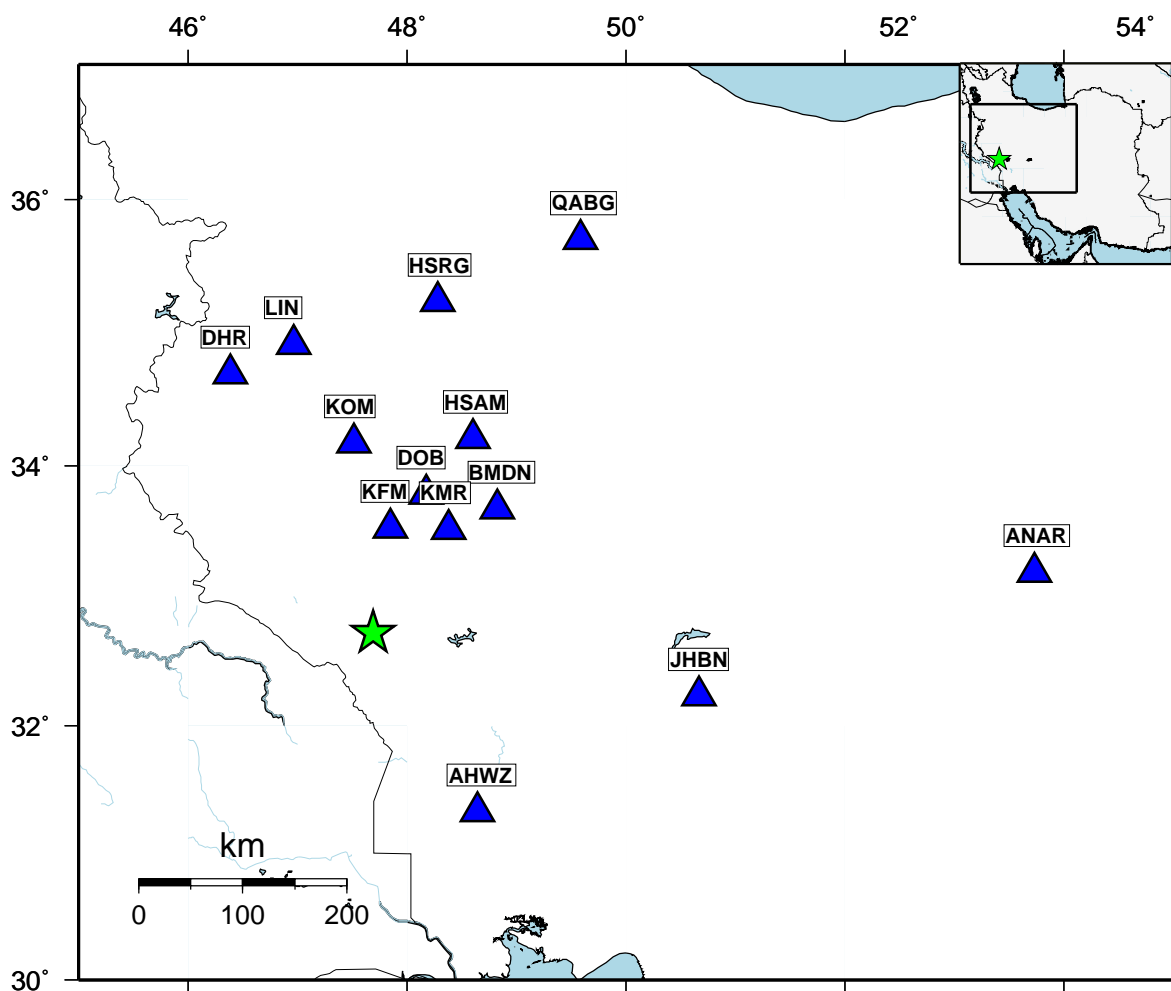 46˚ 48˚ 50˚ 52˚ 54˚
36˚
QABG
HSRG
LIN
DHR
KOM
HSAM
34˚
DOB
BMDN
KFM
KMR
ANAR
JHBN
32˚
AHWZ
km
0 100 200
30˚